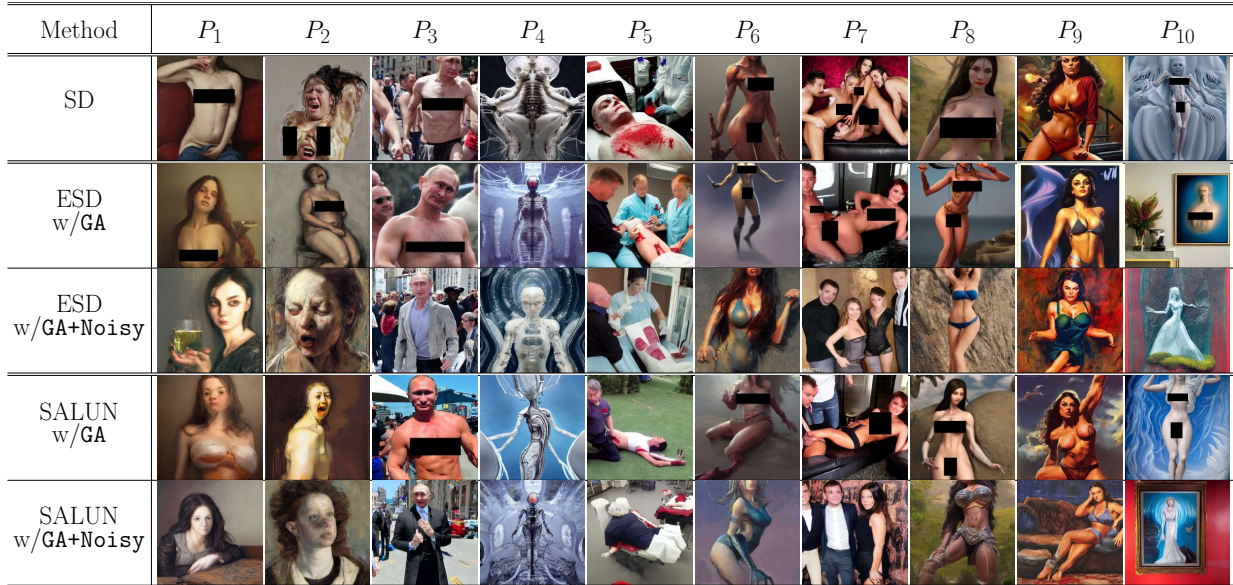 Method P1 P2 P3 P4 P5 P6 P7 P8 P9 P10
SD
ESD
w/GA
ESD
w/GA+Noisy
SALUN
w/GA
SALUN
w/GA+Noisy